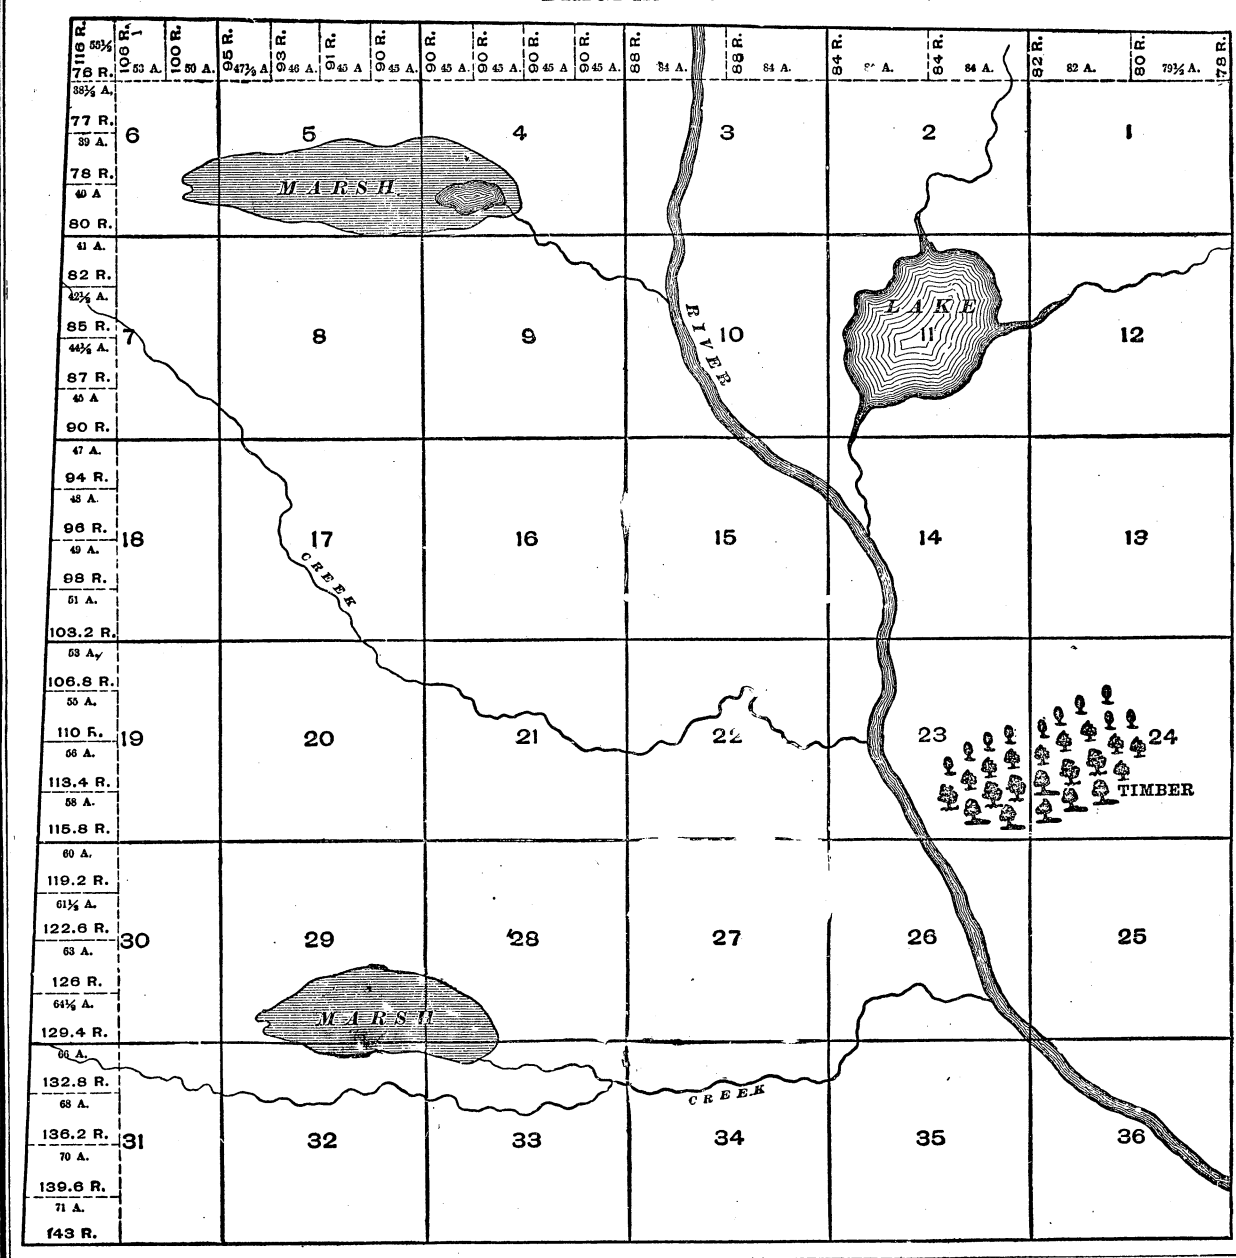 116 R. 58½ 106 R. 53 A. 100 R. 50 A. 95 R. 47½ A 93 R. 46 A. 91 R. 45 A 90 R. 45 A. 90 R. 45 A 90 R. 45 A. 90 R. 45 A 90 R. 45 A. 88 R. 84 A. 88 R. 84 A. 84 R. A. 84 R. 84 A. 82 R. 82 A. 80 R. 79½ A. 78 R.
76 R.
38½ A.
77 R.
6 5 4 3 2 1
39 A.
78 R.
MARSH
40 A
80 R.
41 A.
82 R.
42½ A.
LAKE
RIVER
85 R.
7 8 9 10 11 12
44½ A.
87 R.
45 A
90 R.
47 A.
94 R.
48 A.
96 R.
18 17 16 15 14 13
49 A.
CREEK
98 R.
51 A.
103.2 R.
53 A.
106.8 R.
55 A.
110 R.
19 20 21 22 23 24
56 A.
113.4 R.
TIMBER
58 A.
115.8 R.
60 A.
119.2 R.
61½ A.
122.6 R.
30 29 28 27 26 25
63 A.
126 R.
64½ A.
MARSH
129.4 R.
66 A.
132.8 R.
CREEK
68 A.
136.2 R.
31 32 33 34 35 36
70 A.
139.6 R.
71 A.
143 R.